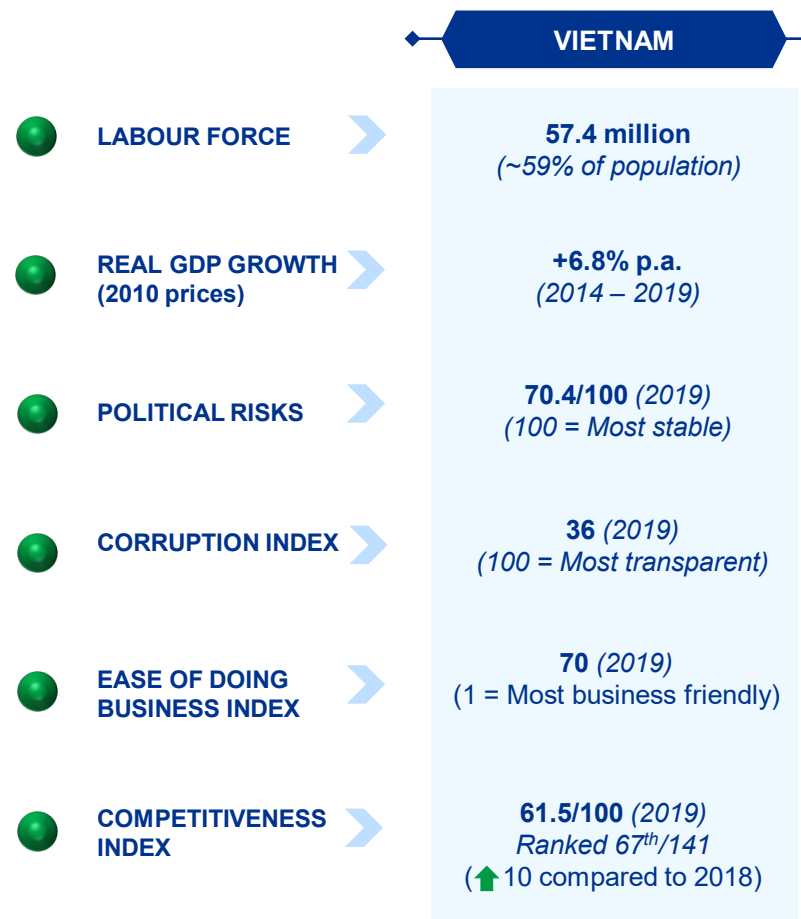 VIETNAM
LABOUR FORCE
57.4 million
(~59% of population)
REAL GDP GROWTH
(2010 prices)
+6.8% p.a.
(2014 – 2019)
POLITICAL RISKS
70.4/100 (2019)
(100 = Most stable)
CORRUPTION INDEX
36 (2019)
(100 = Most transparent)
EASE OF DOING
BUSINESS INDEX
70 (2019)
(1 = Most business friendly)
COMPETITIVENESS
INDEX
61.5/100 (2019)
Ranked 67th/141
(10 compared to 2018)